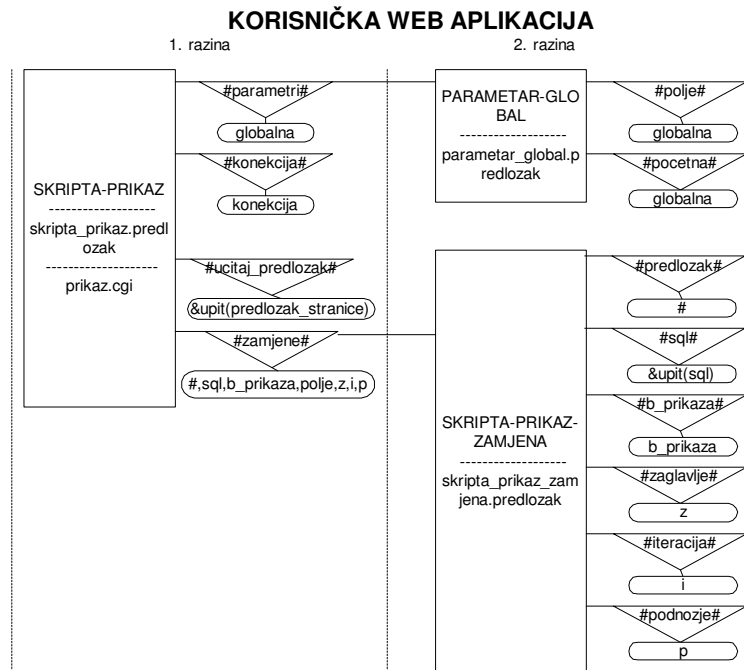 KORISNIČKA WEB APLIKACIJA
1. razina
2. razina
SKRIPTA-PRIKAZ
-------------------
skripta_prikaz.predl
ozak
-------------------
prikaz.cgi
#parametri#
globalna
#konekcija#
konekcija
#ucitaj_predlozak#
&upit(predlozak_stranice)
#zamjene#
#,sql,b_prikaza,polje,z,i,p
PARAMETAR-GLO
BAL
-------------------
parametar_global.p
redlozak
#polje#
globalna
#pocetna#
globalna
SKRIPTA-PRIKAZ-
ZAMJENA
-------------------
skripta_prikaz_zam
jena.predlozak
#predlozak#
#
#sql#
&upit(sql)
#b_prikaza#
b_prikaza
#zaglavlje#
z
#iteracija#
i
#podnozje#
p